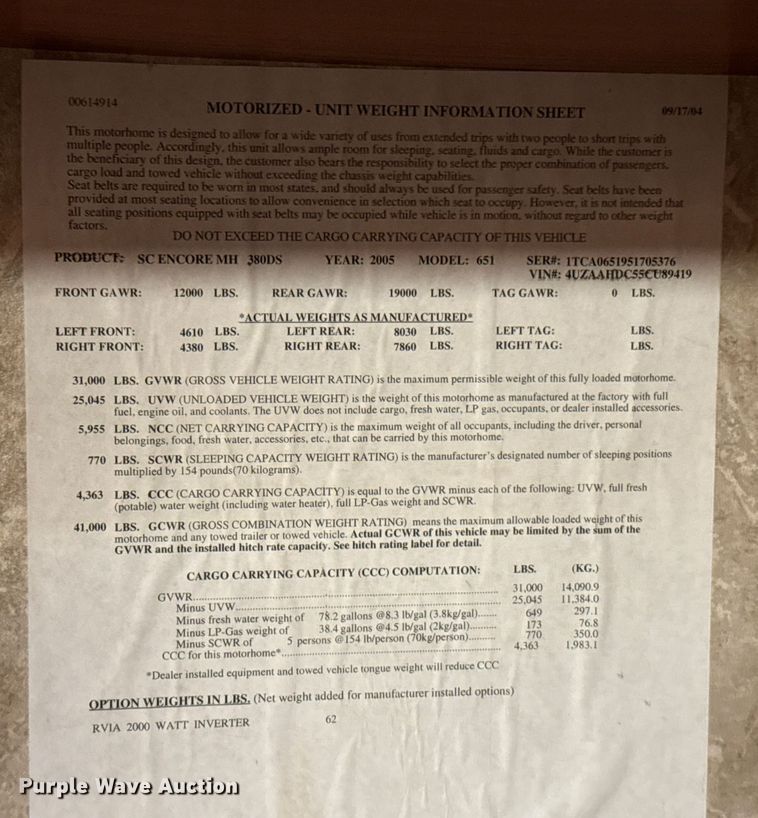 00614914
MOTORIZED - UNIT WEIGHT INFORMATION SHEET
09/17/04
This motorhome is designed to allow for a wide variety of uses from extended trips with two people to short trips with
multiple people. Accordingly, this unit allows ample room for sleeping, seating, fluids and cargo. While the customer is
the beneficiary of this design, the customer also bears the responsibility to select the proper combination of passengers,
cargo load and towed vehicle without exceeding the chassis weight capabilities.
Seat belts are required to be worn in most states, and should always be used for passenger safety. Seat belts have been
provided at most seating locations to allow convenience in selection which seat to occupy. However, it is not intended that
all seating positions equipped with seat belts may be occupied while vehicle is in motion, without regard to other weight
factors.
DO NOT EXCEED THE CARGO CARRYING CAPACITY OF THIS VEHICLE
PRODUCT: SC ENCORE MH 380DS YEAR: 2005 MODEL: 651 SER#: 1TCA0651951705376
VIN#: 4UZAAHDC55CU89419
FRONT GAWR: 12000 LBS. REAR GAWR: 19000 LBS. TAG GAWR: 0 LBS.
*ACTUAL WEIGHTS AS MANUFACTURED*
LEFT FRONT: 4610 LBS. LEFT REAR: 8030 LBS. LEFT TAG: LBS.
RIGHT FRONT: 4380 LBS. RIGHT REAR: 7860 LBS. RIGHT TAG: LBS.
31,000 LBS. GVWR (GROSS VEHICLE WEIGHT RATING) is the maximum permissible weight of this fully loaded motorhome.
25,045 LBS. UVW (UNLOADED VEHICLE WEIGHT) is the weight of this motorhome as manufactured at the factory with full
fuel, engine oil, and coolants. The UVW does not include cargo, fresh water, LP gas, occupants, or dealer installed accessories.
5,955 LBS. NCC (NET CARRYING CAPACITY) is the maximum weight of all occupants, including the driver, personal
belongings, food, fresh water, accessories, etc., that can be carried by this motorhome.
770 LBS. SCWR (SLEEPING CAPACITY WEIGHT RATING) is the manufacturer's designated number of sleeping positions
multiplied by 154 pounds(70 kilograms).
4,363 LBS. CCC (CARGO CARRYING CAPACITY) is equal to the GVWR minus each of the following: UVW, full fresh
(potable) water weight (including water heater), full LP-Gas weight and SCWR.
41,000 LBS. GCWR (GROSS COMBINATION WEIGHT RATING) means the maximum allowable loaded weight of this
motorhome and any towed trailer or towed vehicle. Actual GCWR of this vehicle may be limited by the sum of the
GVWR and the installed hitch rate capacity. See hitch rating label for detail.
CARGO CARRYING CAPACITY (CCC) COMPUTATION: LBS. (KG.)
GVWR.......... 31,000 14,090.9
Minus UVW.......... 25,045 11,384.0
Minus fresh water weight of 78.2 gallons @8.3 lb/gal (3.8kg/gal)....... 649 297.1
Minus LP-Gas weight of 38.4 gallons @4.5 lb/gal (2kg/gal)......... 173 76.8
Minus SCWR of 5 persons @154 lb/person (70kg/person)......... 770 350.0
CCC for this motorhome*.......... 4,363 1,983.1
*Dealer installed equipment and towed vehicle tongue weight will reduce CCC
OPTION WEIGHTS IN LBS. (Net weight added for manufacturer installed options)
RVIA 2000 WATT INVERTER 62
Purple Wave Auction